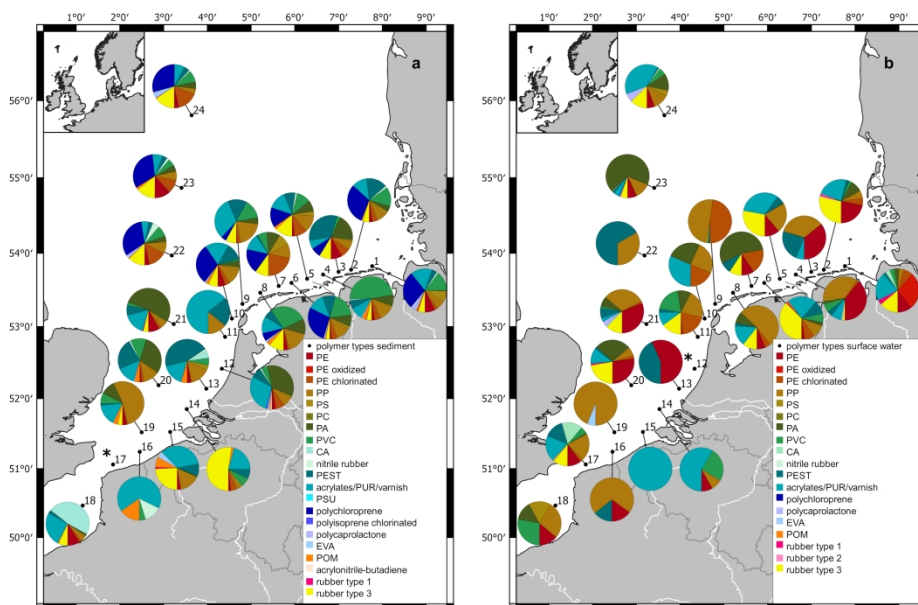 1°0' 2°0' 3°0' 4°0' 5°0' 6°0' 7°0' 8°0' 9°0'
a
56°0'
55°0'
54°0'
53°0'
52°0'
51°0'
50°0'
24
23
22
21
20
19
18
17
*
16
15
14
13
12
11
10
9
8
7
6
5
4
3
2
1
polymer types sediment
PE
PE oxidized
PE chlorinated
PP
PS
PC
PA
PVC
CA
nitrile rubber
PEST
acrylates/PUR/varnish
PSU
polychloroprene
polyisoprene chlorinated
polycaprolactone
EVA
POM
acrylonitrile-butadiene
rubber type 1
rubber type 3
1°0' 2°0' 3°0' 4°0' 5°0' 6°0' 7°0' 8°0' 9°0'
b
56°0'
55°0'
54°0'
53°0'
52°0'
51°0'
50°0'
24
23
22
21
20
19
18
17
16
15
14
13
*
12
11
10
9
8
7
6
5
4
3
2
1
polymer types surface water
PE
PE oxidized
PE chlorinated
PP
PS
PC
PA
PVC
CA
nitrile rubber
PEST
acrylates/PUR/varnish
polychloroprene
polycaprolactone
EVA
POM
rubber type 1
rubber type 2
rubber type 3